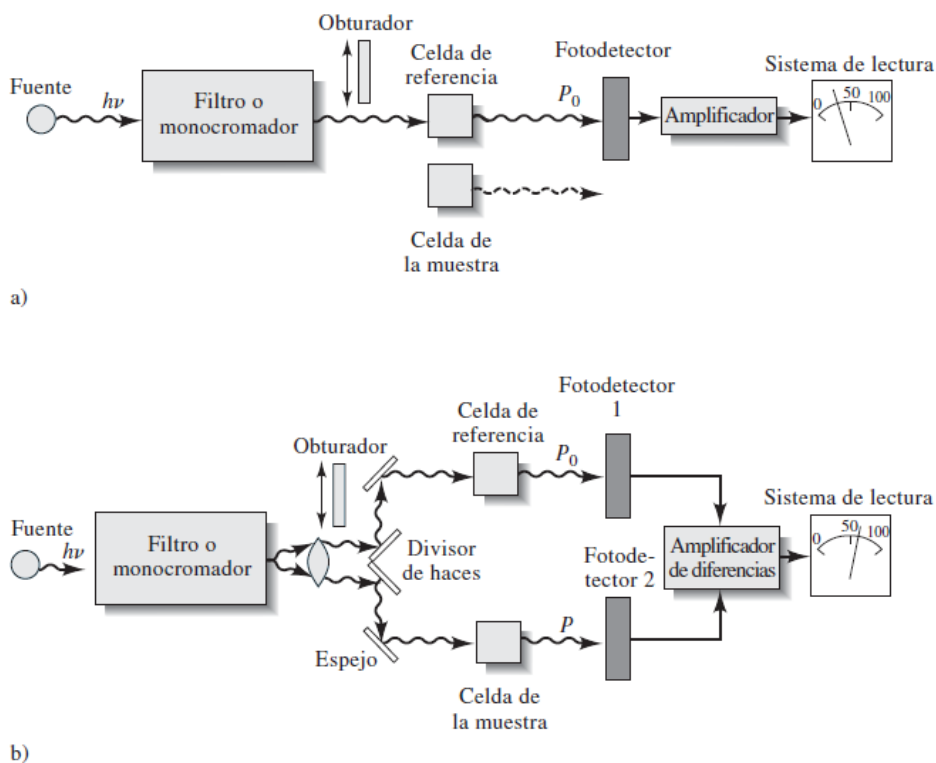 Obturador
Celda de
referencia
Fotodetector
Sistema de lectura
Fuente
hν
Filtro o
monocromador
P0
Amplificador
0 50 100
Celda de
la muestra
a)
Fotodetector
1
Celda de
referencia
Obturador
P0
Sistema de lectura
Fuente
hν
Filtro o
monocromador
Divisor
de haces
Fotode-
tector 2
Amplificador
de diferencias
0 50 100
Espejo
P
Celda de
la muestra
b)